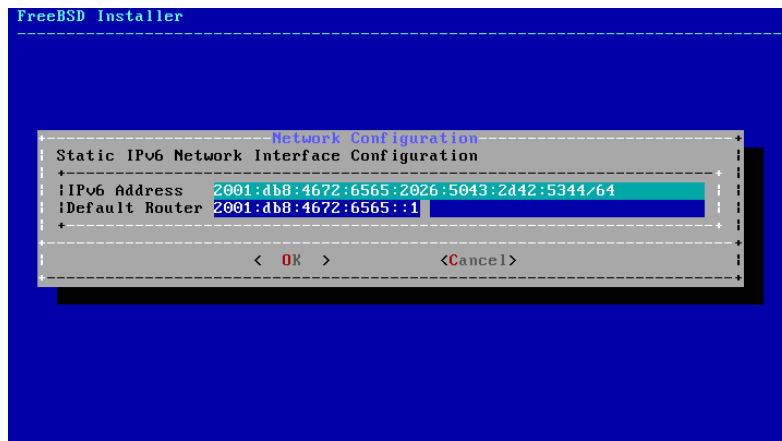 FreeBSD Installer
Network Configuration
Static IPv6 Network Interface Configuration
IPv6 Address 2001:db8:4672:6565:2026:5043:2d42:5344/64
Default Router 2001:db8:4672:6565::1
< OK > <Cancel>